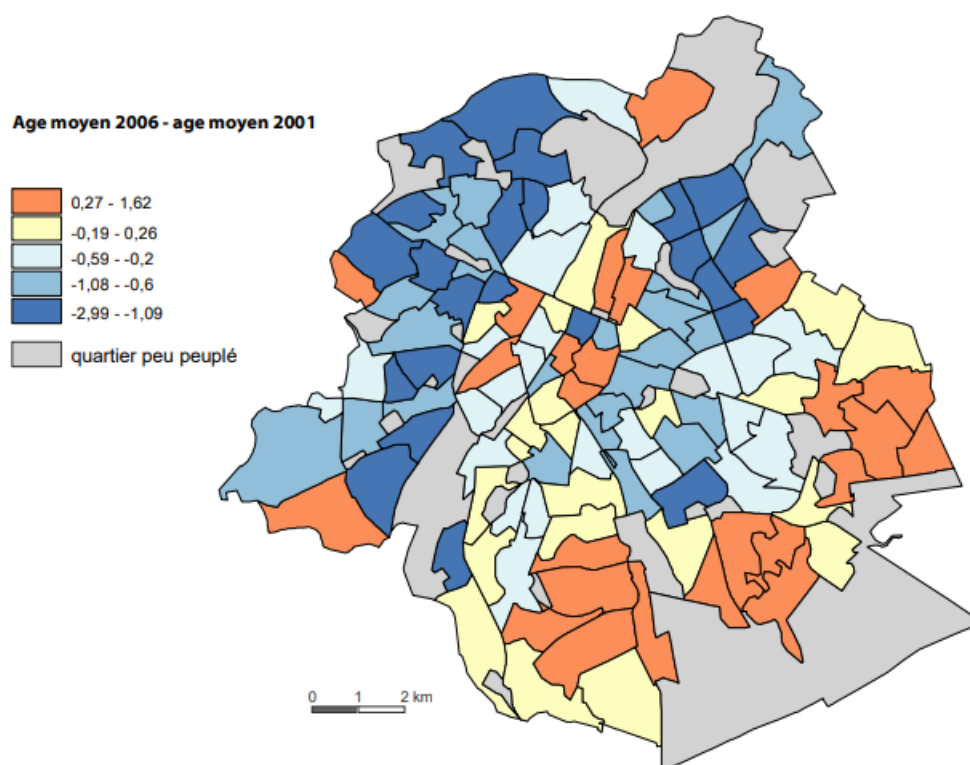 Age moyen 2006 - age moyen 2001
0,27 - 1,62
-0,19 - 0,26
-0,59 - -0,2
-1,08 - -0,6
-2,99 - -1,09
quartier peu peuplé
0 1 2 km